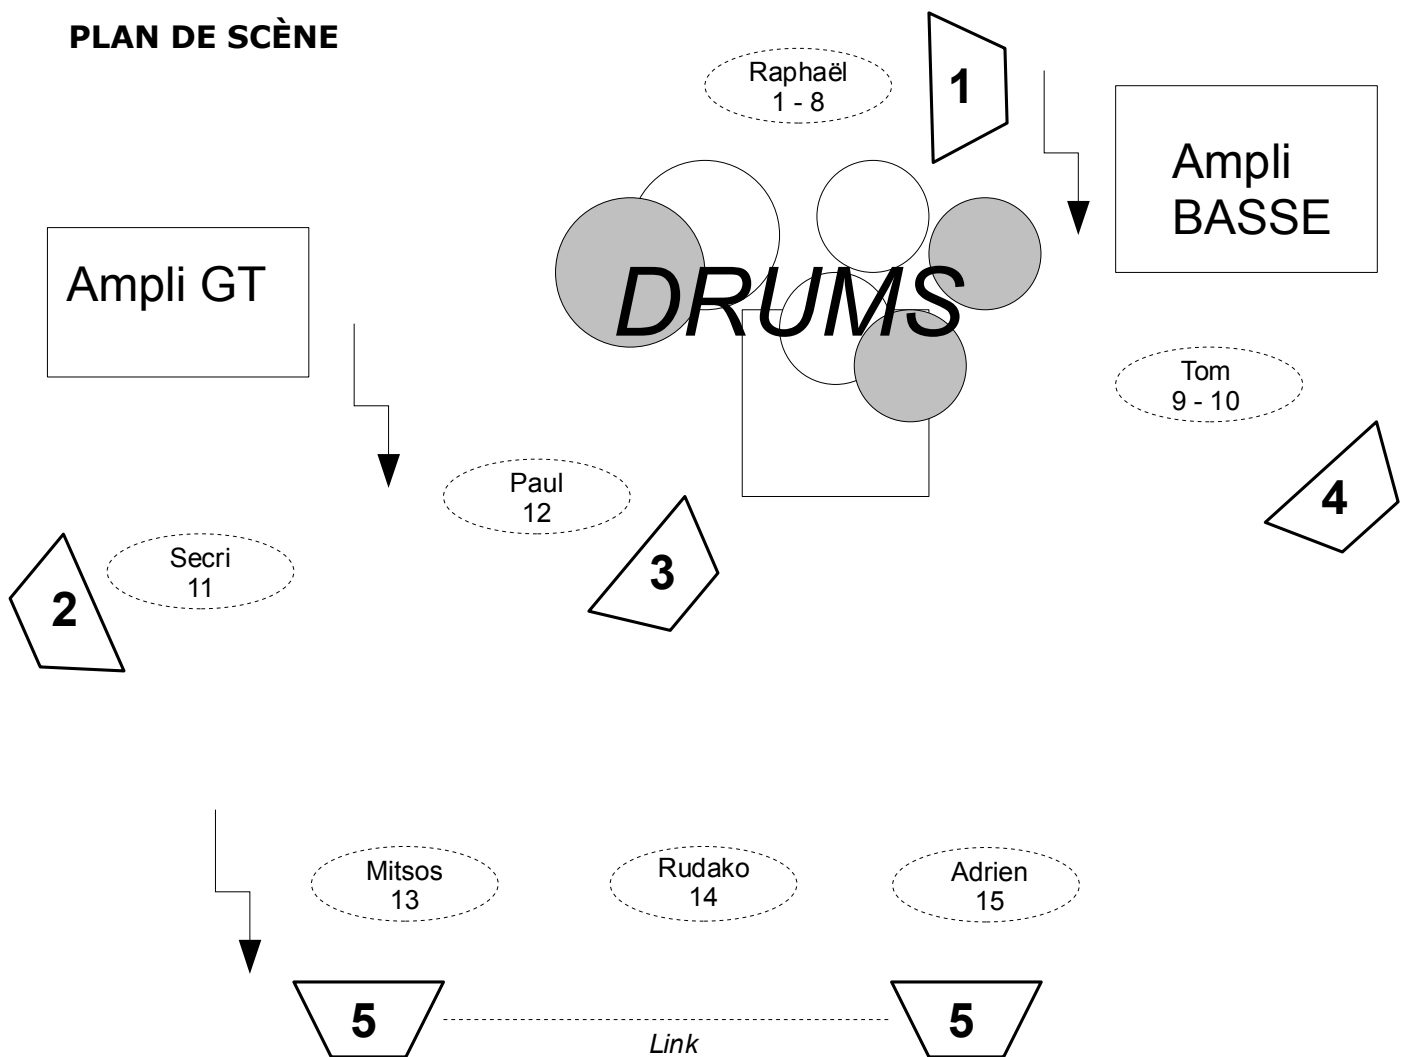 PLAN DE SCÈNE
Raphaël
1 - 8
1
Ampli
BASSE
Ampli GT
DRUMS
Tom
9 - 10
4
Paul
12
3
Secri
11
2
Mitsos
13
Rudako
14
Adrien
15
5
Link
5